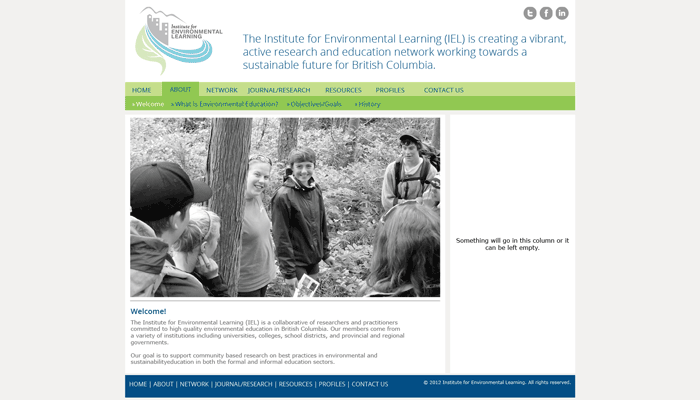 Institute for
ENVIRONMENTAL
LEARNING
The Institute for Environmental Learning (IEL) is creating a vibrant,
active research and education network working towards a
sustainable future for British Columbia.
HOME ABOUT NETWORK JOURNAL/RESEARCH RESOURCES PROFILES CONTACT US
» Welcome » What Is Environmental Education? » Objectives/Goals » History
Something will go in this column or it
can be left empty.
Welcome!
The Institute for Environmental Learning (IEL) is a collaborative of researchers and practitioners
committed to high quality environmental education in British Columbia. Our members come from
a variety of institutions including universities, colleges, school districts, and provincial and regional
governments.
Our goal is to support community based research on best practices in environmental and
sustainabilityeducation in both the formal and informal education sectors.
HOME | ABOUT | NETWORK | JOURNAL/RESEARCH | RESOURCES | PROFILES | CONTACT US
© 2012 Institute for Environmental Learning. All rights reserved.